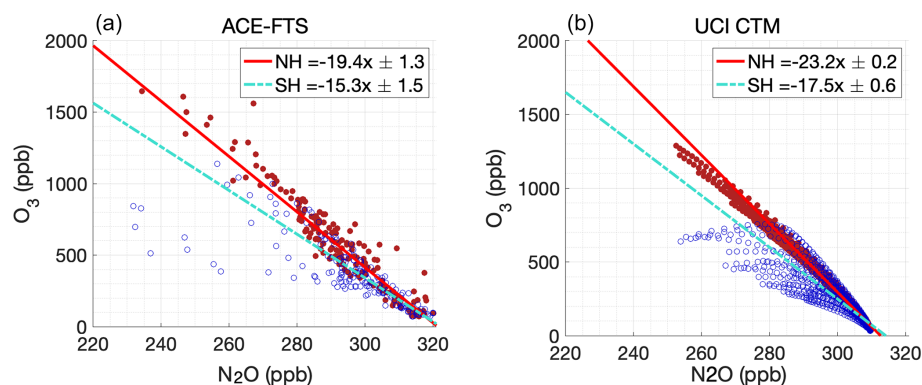 (a)
ACE-FTS
2000
1500
1000
500
0
220
240
260
280
300
320
O₃ (ppb)
N₂O (ppb)
NH =-19.4x ± 1.3
SH =-15.3x ± 1.5
(b)
UCI CTM
2000
1500
1000
500
0
220
240
260
280
300
320
O₃ (ppb)
N2O (ppb)
NH =-23.2x ± 0.2
SH =-17.5x ± 0.6